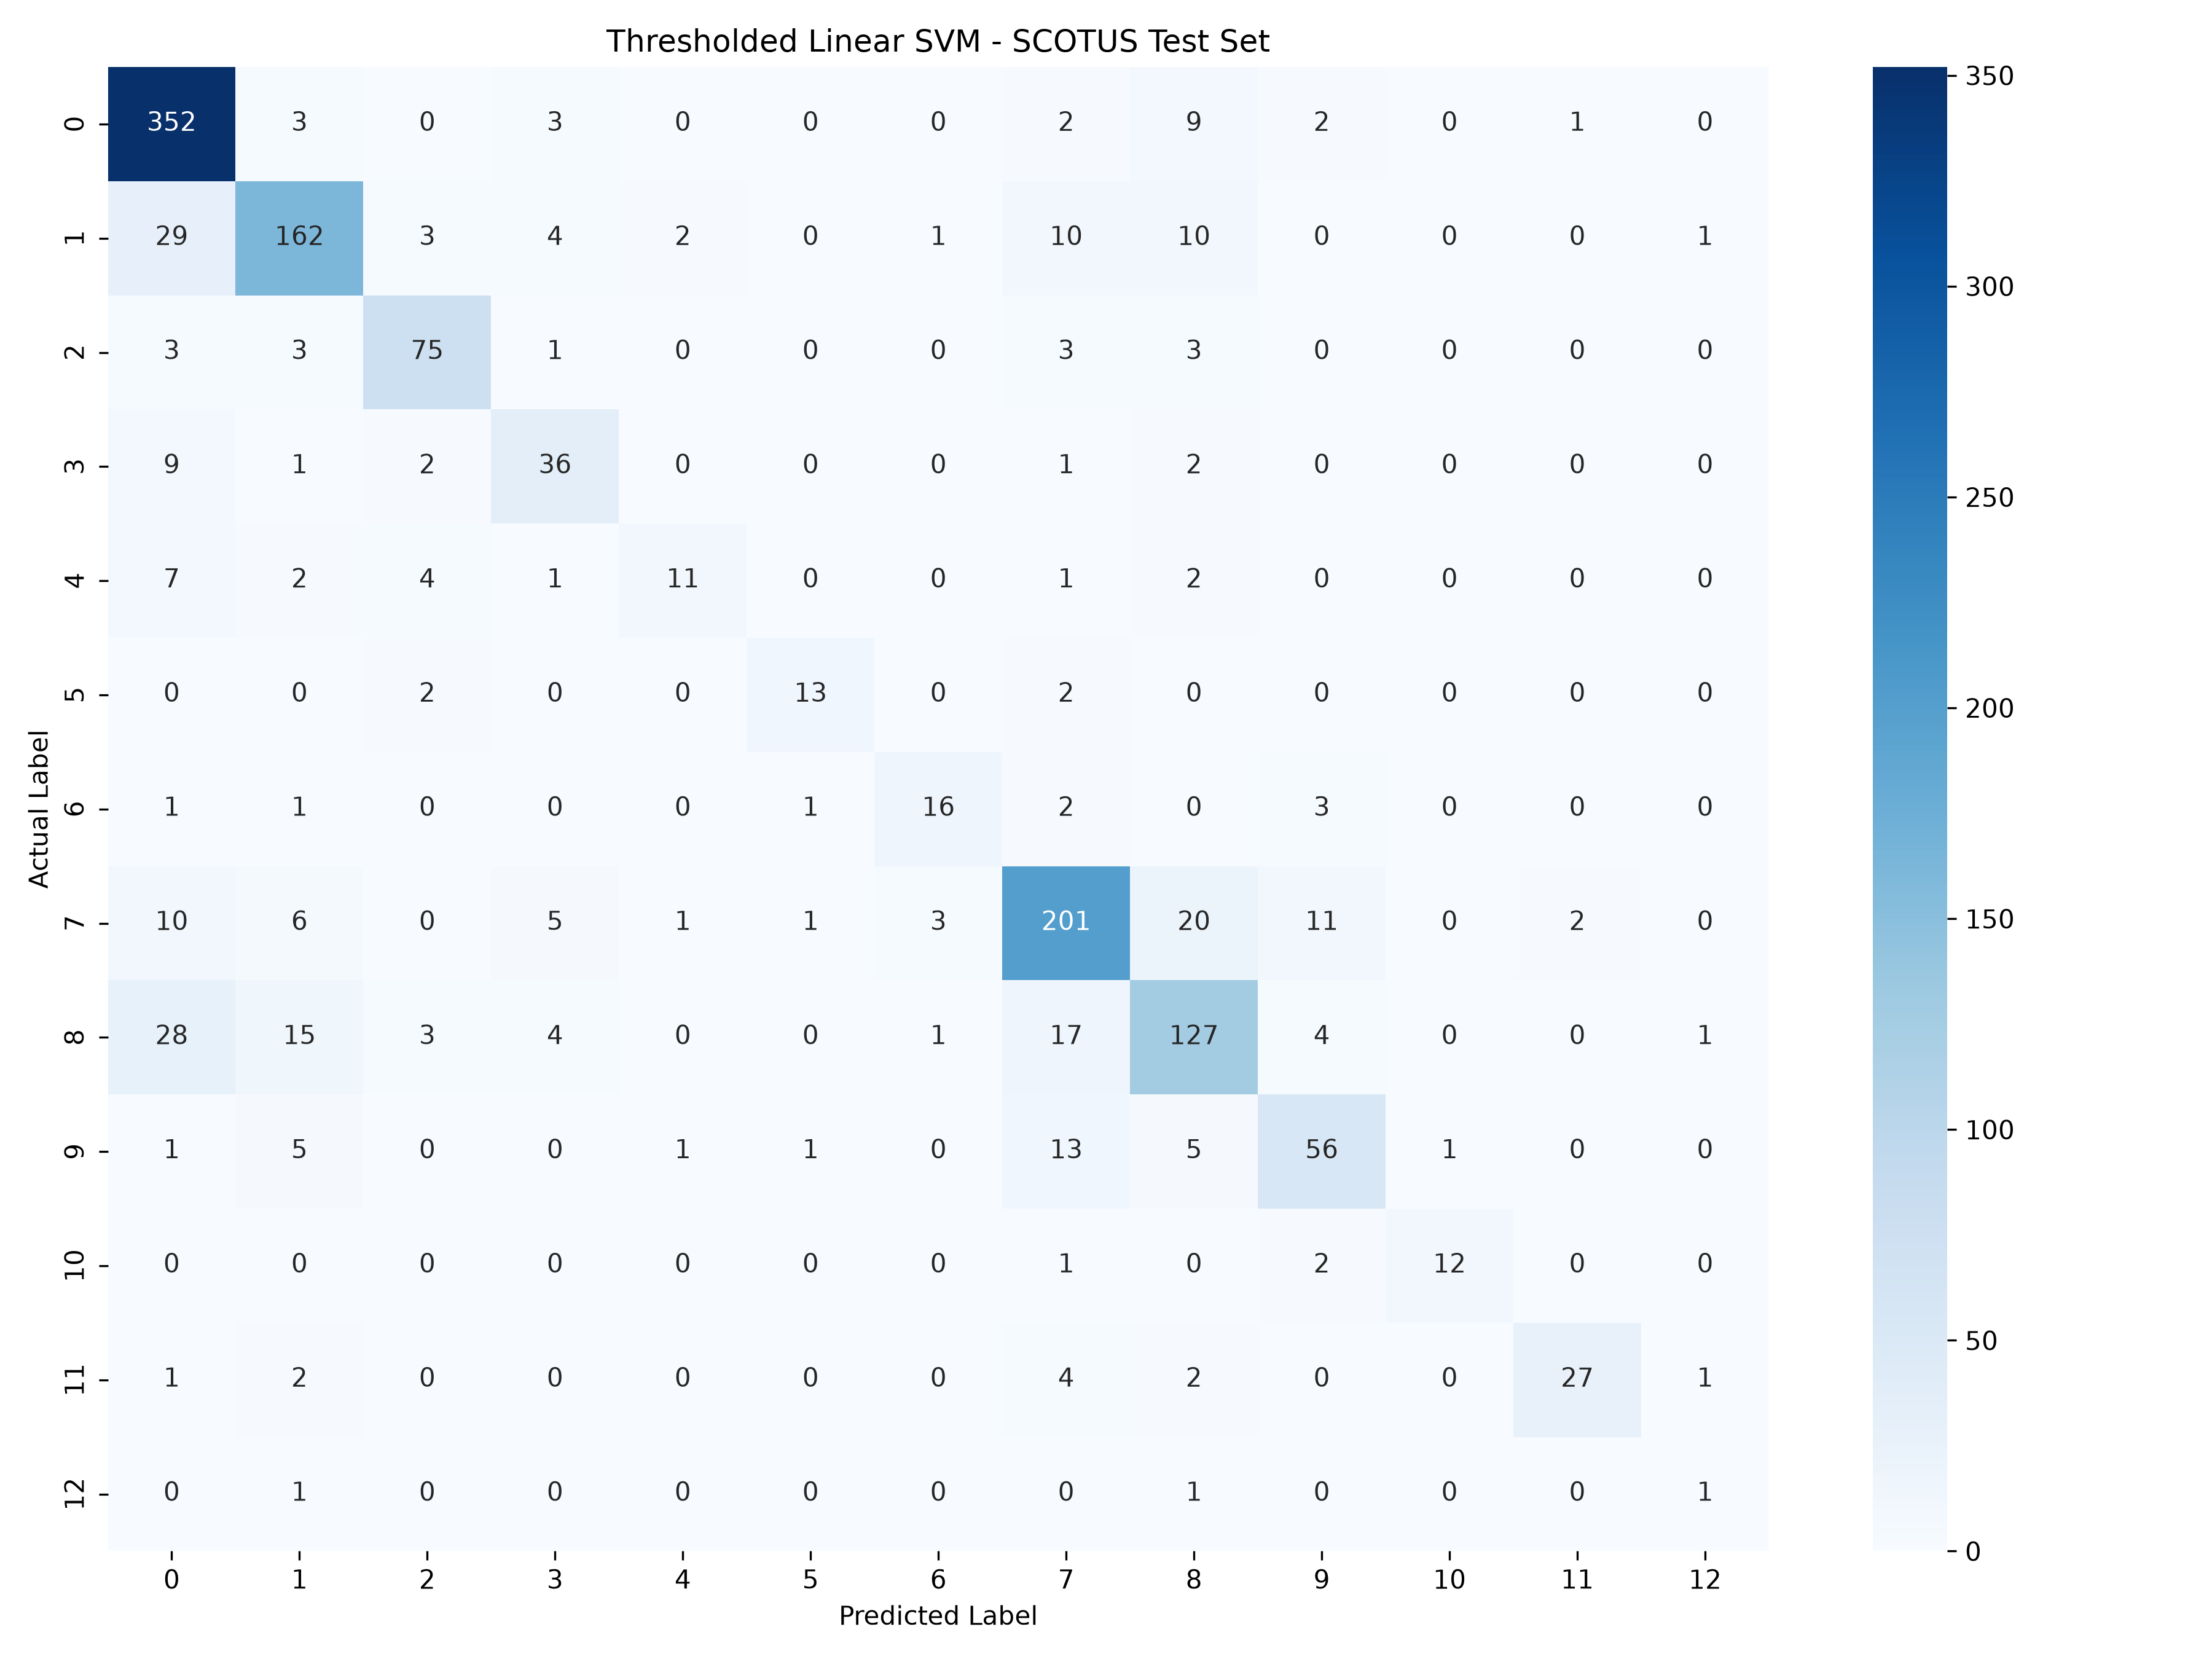 Thresholded Linear SVM - SCOTUS Test Set
0 352 3 0 3 0 0 0 2 9 2 0 1 0
1 29 162 3 4 2 0 1 10 10 0 0 0 1
2 3 3 75 1 0 0 0 3 3 0 0 0 0
3 9 1 2 36 0 0 0 1 2 0 0 0 0
4 7 2 4 1 11 0 0 1 2 0 0 0 0
5 0 0 2 0 0 13 0 2 0 0 0 0 0
6 1 1 0 0 0 1 16 2 0 3 0 0 0
7 10 6 0 5 1 1 3 201 20 11 0 2 0
8 28 15 3 4 0 0 1 17 127 4 0 0 1
9 1 5 0 0 1 1 0 13 5 56 1 0 0
10 0 0 0 0 0 0 0 1 0 2 12 0 0
11 1 2 0 0 0 0 0 4 2 0 0 27 1
12 0 1 0 0 0 0 0 0 1 0 0 0 1
0 1 2 3 4 5 6 7 8 9 10 11 12
Predicted Label
Actual Label
350
300
250
200
150
100
50
0